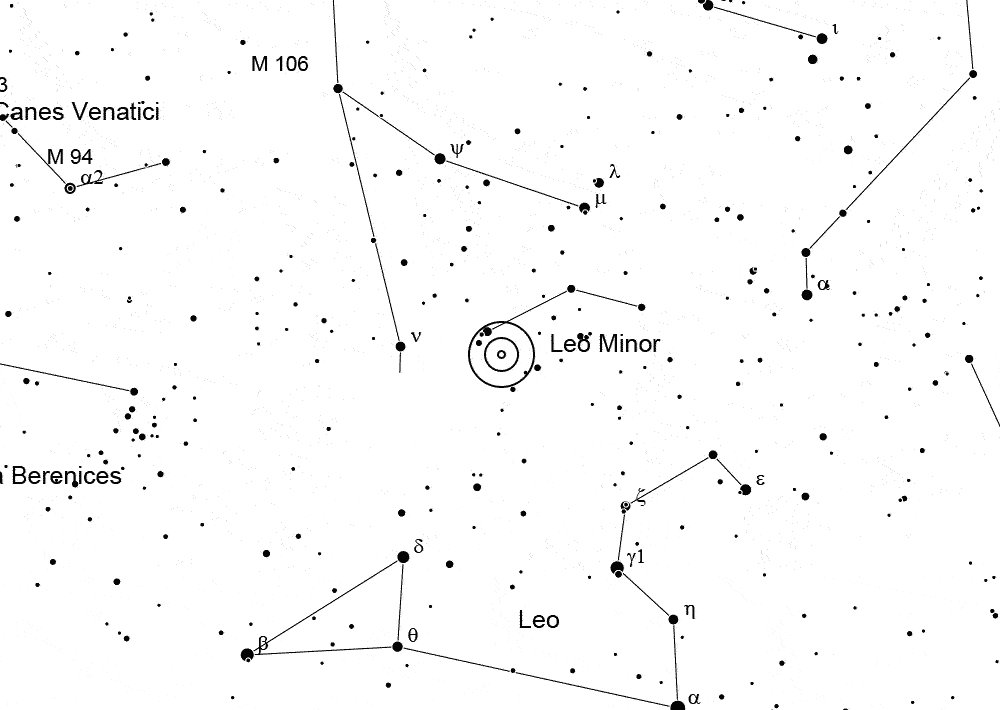 ι
M 106
3
Canes Venatici
ψ
M 94
α2
λ
μ
α
ν
Leo Minor
Berenices
ζ
ε
δ
γ1
η
Leo
β
θ
α